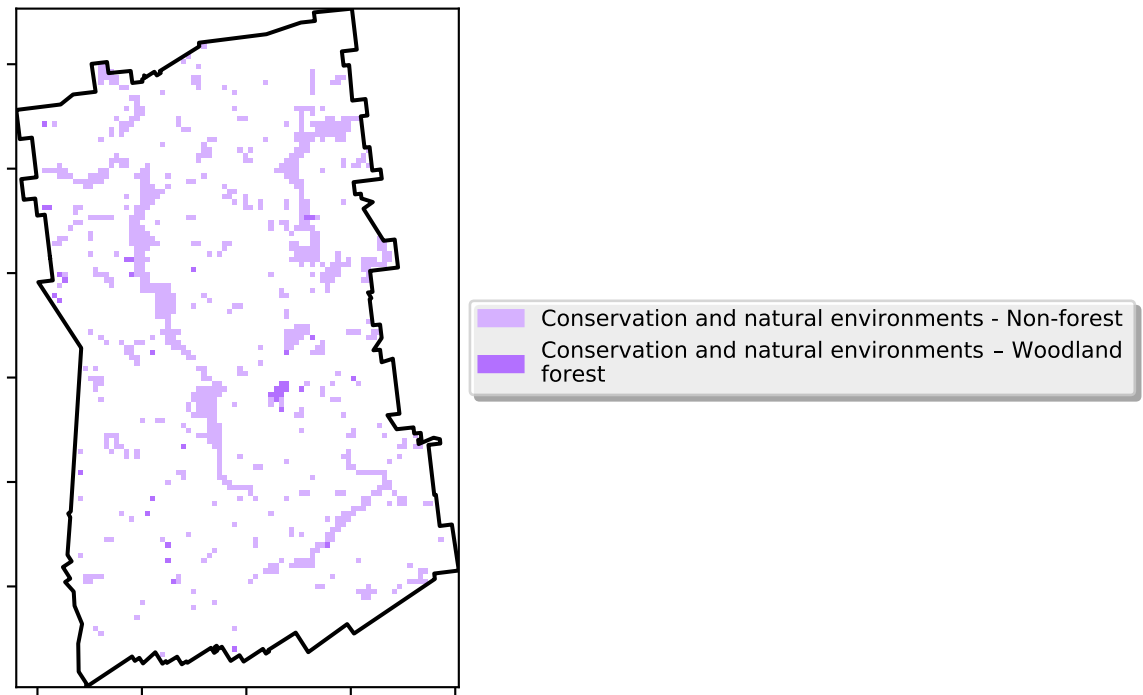 Conservation and natural environments - Non-forest
Conservation and natural environments – Woodland
forest